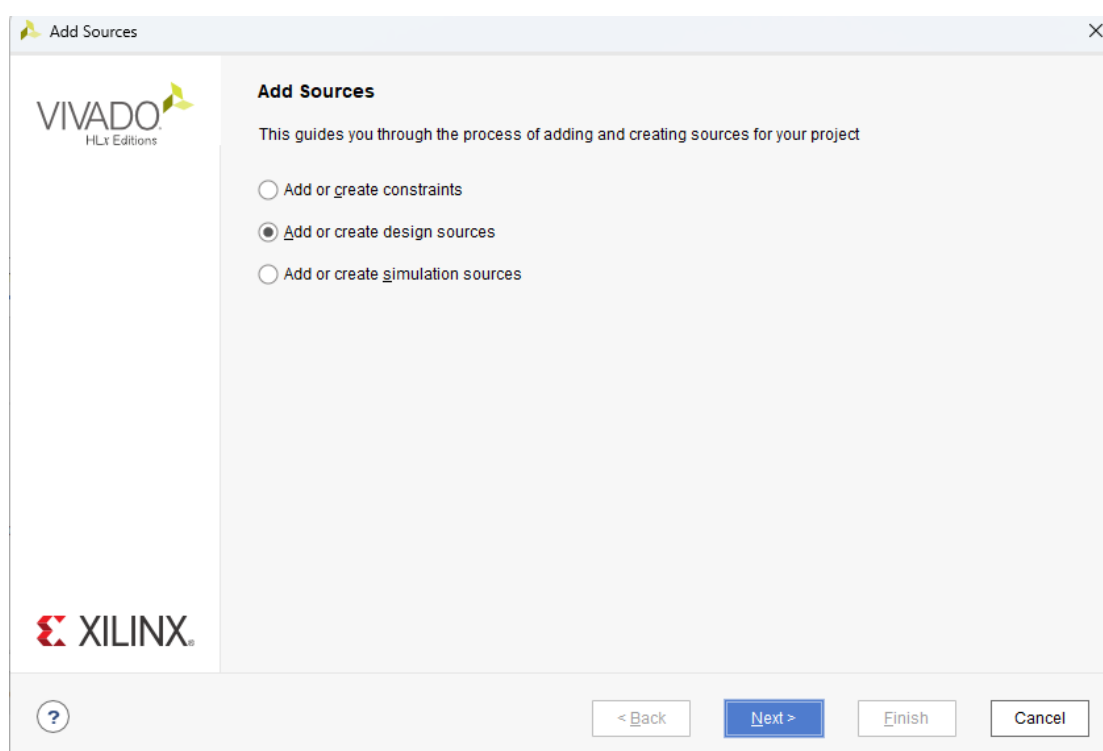 Add Sources
VIVADO
HLx Editions
Add Sources
This guides you through the process of adding and creating sources for your project
Add or create constraints
Add or create design sources
Add or create simulation sources
XILINX
?
< Back
Next >
Finish
Cancel